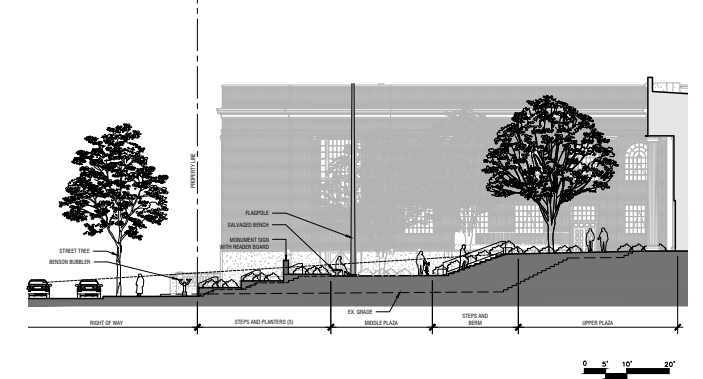 PROPERTY LINE
FLAGPOLE
SALVAGED BENCH
MONUMENT SIGN
WITH READER BOARD
STREET TREE
BENSON BUBBLER
EX. GRADE
RIGHT OF WAY
STEPS AND PLANTERS (3)
MIDDLE PLAZA
STEPS AND
BERM
UPPER PLAZA
0 5' 10' 20'